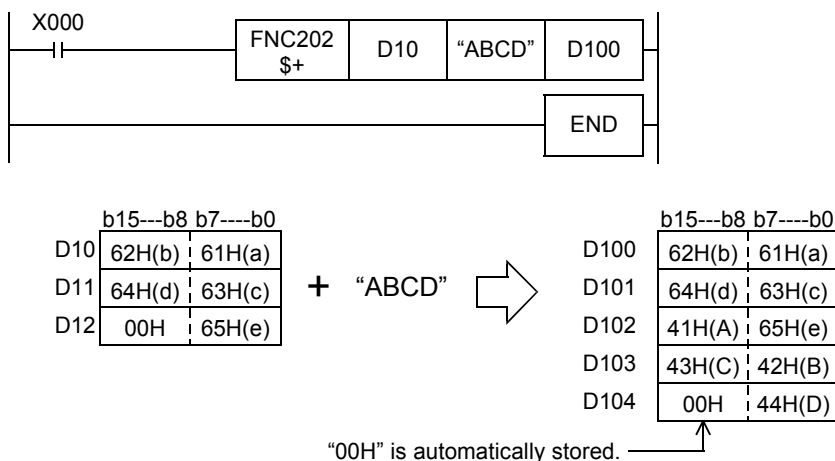 X000
FNC202 $+ D10 “ABCD” D100
END
b15---b8 b7----b0
D10 62H(b) 61H(a)
D11 64H(d) 63H(c)
D12 00H 65H(e)
+ “ABCD”
b15---b8 b7----b0
D100 62H(b) 61H(a)
D101 64H(d) 63H(c)
D102 41H(A) 65H(e)
D103 43H(C) 42H(B)
D104 00H 44H(D)
“00H” is automatically stored.